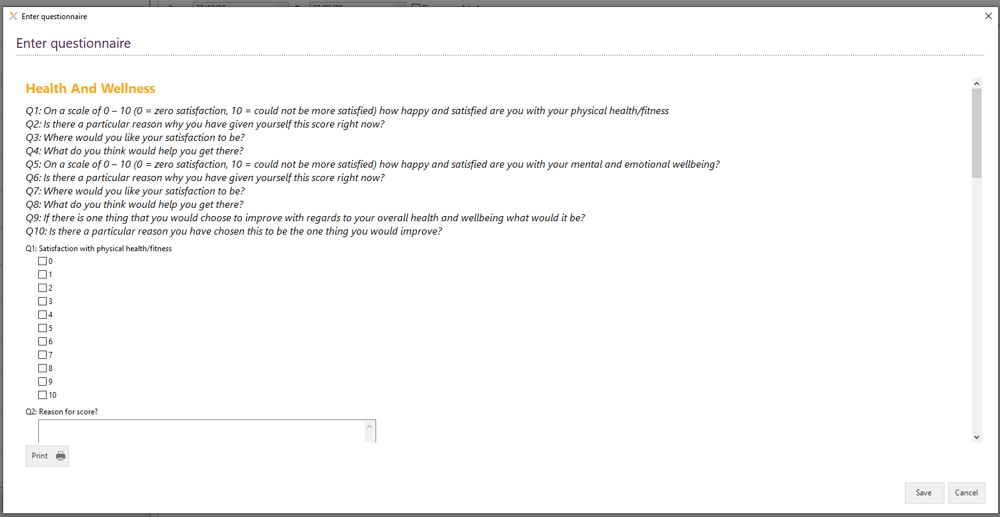 Enter questionnaire
Enter questionnaire
Health And Wellness
Q1: On a scale of 0 – 10 (0 = zero satisfaction, 10 = could not be more satisfied) how happy and satisfied are you with your physical health/fitness
Q2: Is there a particular reason why you have given yourself this score right now?
Q3: Where would you like your satisfaction to be?
Q4: What do you think would help you get there?
Q5: On a scale of 0 – 10 (0 = zero satisfaction, 10 = could not be more satisfied) how happy and satisfied are you with your mental and emotional wellbeing?
Q6: Is there a particular reason why you have given yourself this score right now?
Q7: Where would you like your satisfaction to be?
Q8: What do you think would help you get there?
Q9: If there is one thing that you would choose to improve with regards to your overall health and wellbeing what would it be?
Q10: Is there a particular reason you have chosen this to be the one thing you would improve?
Q1: Satisfaction with physical health/fitness
0
1
2
3
4
5
6
7
8
9
10
Q2: Reason for score?
Print
Save Cancel